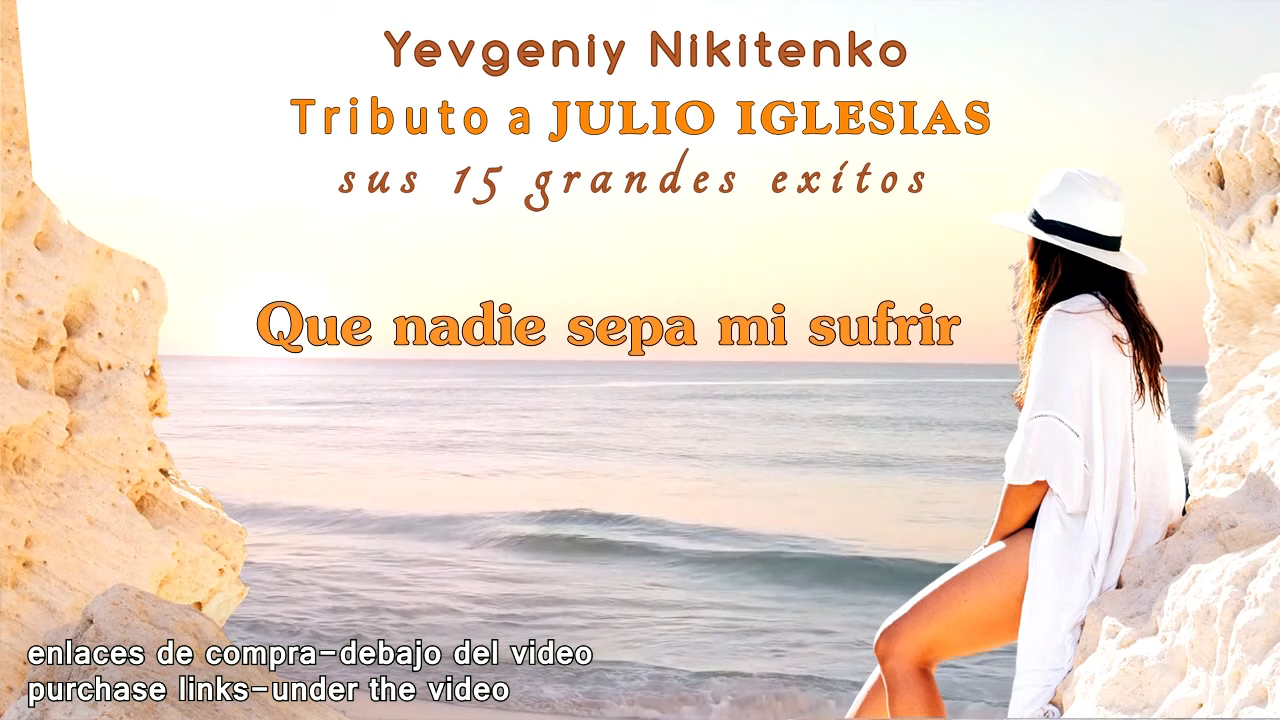 Yevgeniy Nikitenko
Tributo a JULIO IGLESIAS
sus 15 grandes exítos
Que nadie sepa mi sufrir
enlaces de compra-debajo del video
purchase links-under the video